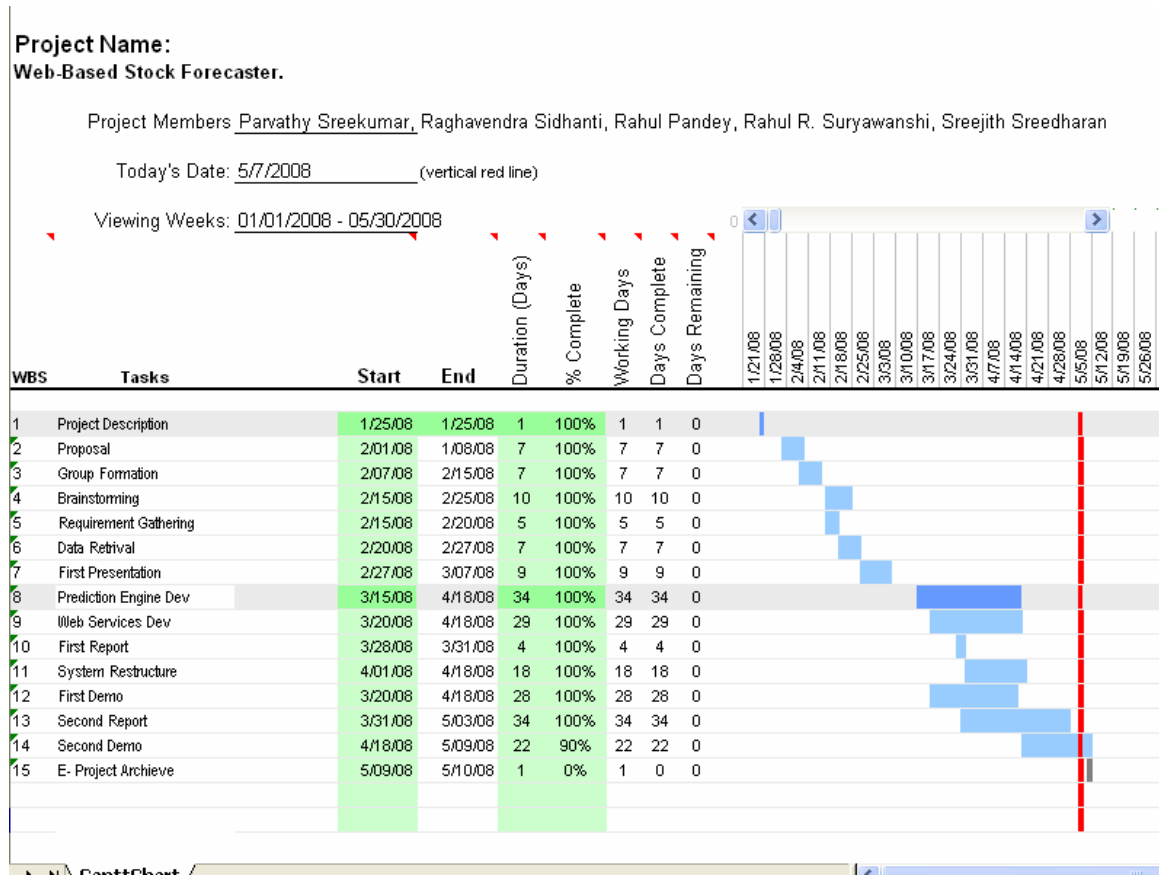 Project Name:
Web-Based Stock Forecaster.
Project Members Parvathy Sreekumar, Raghavendra Sidhanti, Rahul Pandey, Rahul R. Suryawanshi, Sreejith Sreedharan
Today's Date: 5/7/2008 (vertical red line)
Viewing Weeks: 01/01/2008 - 05/30/2008 0
WBS Tasks Start End Duration (Days) % Complete Working Days Days Complete Days Remaining 1/21/08 1/28/08 2/4/08 2/11/08 2/18/08 2/25/08 3/3/08 3/10/08 3/17/08 3/24/08 3/31/08 4/7/08 4/14/08 4/21/08 4/28/08 5/5/08 5/12/08 5/19/08 5/26/08
1 Project Description 1/25/08 1/25/08 1 100% 1 1 0
2 Proposal 2/01/08 1/08/08 7 100% 7 7 0
3 Group Formation 2/07/08 2/15/08 7 100% 7 7 0
4 Brainstorming 2/15/08 2/25/08 10 100% 10 10 0
5 Requirement Gathering 2/15/08 2/20/08 5 100% 5 5 0
6 Data Retrival 2/20/08 2/27/08 7 100% 7 7 0
7 First Presentation 2/27/08 3/07/08 9 100% 9 9 0
8 Prediction Engine Dev 3/15/08 4/18/08 34 100% 34 34 0
9 Web Services Dev 3/20/08 4/18/08 29 100% 29 29 0
10 First Report 3/28/08 3/31/08 4 100% 4 4 0
11 System Restructure 4/01/08 4/18/08 18 100% 18 18 0
12 First Demo 3/20/08 4/18/08 28 100% 28 28 0
13 Second Report 3/31/08 5/03/08 34 100% 34 34 0
14 Second Demo 4/18/08 5/09/08 22 90% 22 22 0
15 E- Project Archieve 5/09/08 5/10/08 1 0% 1 0 0
GanttChart